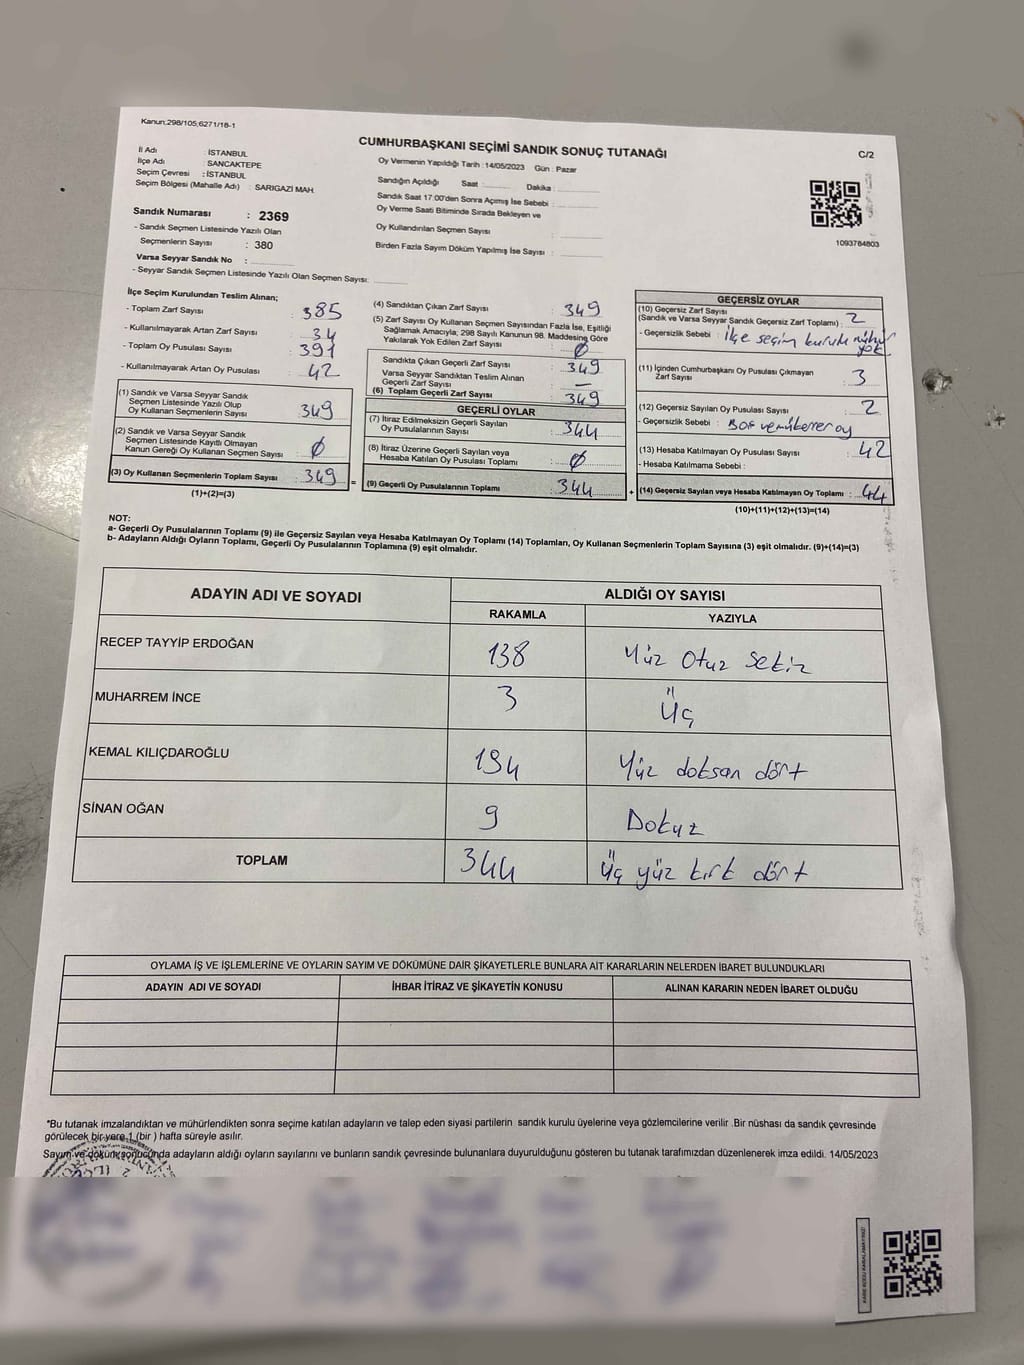 Kanun:298/105;6271/18-1
CUMHURBAŞKANI SEÇİMİ SANDIK SONUÇ TUTANAĞI
C/2
İl Adı : İSTANBUL
İlçe Adı : SANCAKTEPE
Seçim Çevresi : İSTANBUL
Seçim Bölgesi (Mahalle Adı) : SARIGAZİ MAH.
Sandık Numarası : 2369
- Sandık Seçmen Listesinde Yazılı Olan
Seçmenlerin Sayısı : 380
Varsa Seyyar Sandık No :
- Seyyar Sandık Seçmen Listesinde Yazılı Olan Seçmen Sayısı:
Oy Vermenin Yapıldığı Tarih :14/05/2023 Gün : Pazar
Sandığın Açıldığı Saat : Dakika :
Sandık Saat 17.00'den Sonra Açımış İse Sebebi :
Oy Verme Saati Bitiminde Sırada Bekleyen ve
Oy Kullandırılan Seçmen Sayısı :
Birden Fazla Sayım Döküm Yapılmış İse Sayısı :
1093784803
İlçe Seçim Kurulundan Teslim Alınan;
- Toplam Zarf Sayısı : 385
- Kullanılmayarak Artan Zarf Sayısı : 34
- Toplam Oy Pusulası Sayısı : 391
- Kullanılmayarak Artan Oy Pusulası : 42
(1) Sandık ve Varsa Seyyar Sandık
Seçmen Listesinde Yazılı Olup
Oy Kullanan Seçmenlerin Sayısı : 349
(2) Sandık ve Varsa Seyyar Sandık
Seçmen Listesinde Kayıtlı Olmayan
Kanun Gereği Oy Kullanan Seçmen Sayısı : 0
(3) Oy Kullanan Seçmenlerin Toplam Sayısı : 349 =
(1)+(2)=(3)
(4) Sandıktan Çıkan Zarf Sayısı : 349
(5) Zarf Sayısı Oy Kullanan Seçmen Sayısından Fazla İse, Eşitliği
Sağlamak Amacıyla, 298 Sayılı Kanunun 98. Maddesine Göre
Yakılarak Yok Edilen Zarf Sayısı : 0
Sandıkta Çıkan Geçerli Zarf Sayısı : 349
Varsa Seyyar Sandıktan Teslim Alınan
Geçerli Zarf Sayısı : —
(6) Toplam Geçerli Zarf Sayısı : 349
GEÇERLİ OYLAR
(7) İtiraz Edilmeksizin Geçerli Sayılan
Oy Pusulalarının Sayısı : 344
(8) İtiraz Üzerine Geçerli Sayılan veya
Hesaba Katılan Oy Pusulası Toplamı : 0
(9) Geçerli Oy Pusulalarının Toplamı : 344 +
GEÇERSİZ OYLAR
(10) Geçersiz Zarf Sayısı
(Sandık ve Varsa Seyyar Sandık Geçersiz Zarf Toplamı) : 2
- Geçersizlik Sebebi : İlçe seçim kurulu mührü
yok
(11) İçinden Cumhurbaşkanı Oy Pusulası Çıkmayan
Zarf Sayısı : 3
(12) Geçersiz Sayılan Oy Pusulası Sayısı : 2
- Geçersizlik Sebebi : Boş ve mükerrer oy
(13) Hesaba Katılmayan Oy Pusulası Sayısı : 42
- Hesaba Katılmama Sebebi :
(14) Geçersiz Sayılan veya Hesaba Katılmayan Oy Toplamı : 44
(10)+(11)+(12)+(13)=(14)
NOT:
a- Geçerli Oy Pusulalarının Toplamı (9) ile Geçersiz Sayılan veya Hesaba Katılmayan Oy Toplamı (14) Toplamları, Oy Kullanan Seçmenlerin Toplam Sayısına (3) eşit olmalıdır. (9)+(14)=(3)
b- Adayların Aldığı Oyların Toplamı, Geçerli Oy Pusulalarının Toplamına (9) eşit olmalıdır.
ADAYIN ADI VE SOYADI
ALDIĞI OY SAYISI
RAKAMLA YAZIYLA
RECEP TAYYİP ERDOĞAN 138 Yüz Otuz Sekiz
MUHARREM İNCE 3 Üç
KEMAL KILIÇDAROĞLU 194 Yüz doksan dört
SİNAN OĞAN 9 Dokuz
TOPLAM 344 Üç yüz kırk dört
OYLAMA İŞ VE İŞLEMLERİNE VE OYLARIN SAYIM VE DÖKÜMÜNE DAİR ŞİKAYETLERLE BUNLARA AİT KARARLARIN NELERDEN İBARET BULUNDUKLARI
ADAYIN ADI VE SOYADI İHBAR İTİRAZ VE ŞİKAYETİN KONUSU ALINAN KARARIN NEDEN İBARET OLDUĞU
*Bu tutanak imzalandıktan ve mühürlendikten sonra seçime katılan adayların ve talep eden siyasi partilerin sandık kurulu üyelerine veya gözlemcilerine verilir .Bir nüshası da sandık çevresinde
görülecek bir yere 1 (bir ) hafta süreyle asılır.
Sayım ve döküm sonucunda adayların aldığı oyların sayılarını ve bunların sandık çevresinde bulunanlara duyurulduğunu gösteren bu tutanak tarafımızdan düzenlenerek imza edildi. 14/05/2023